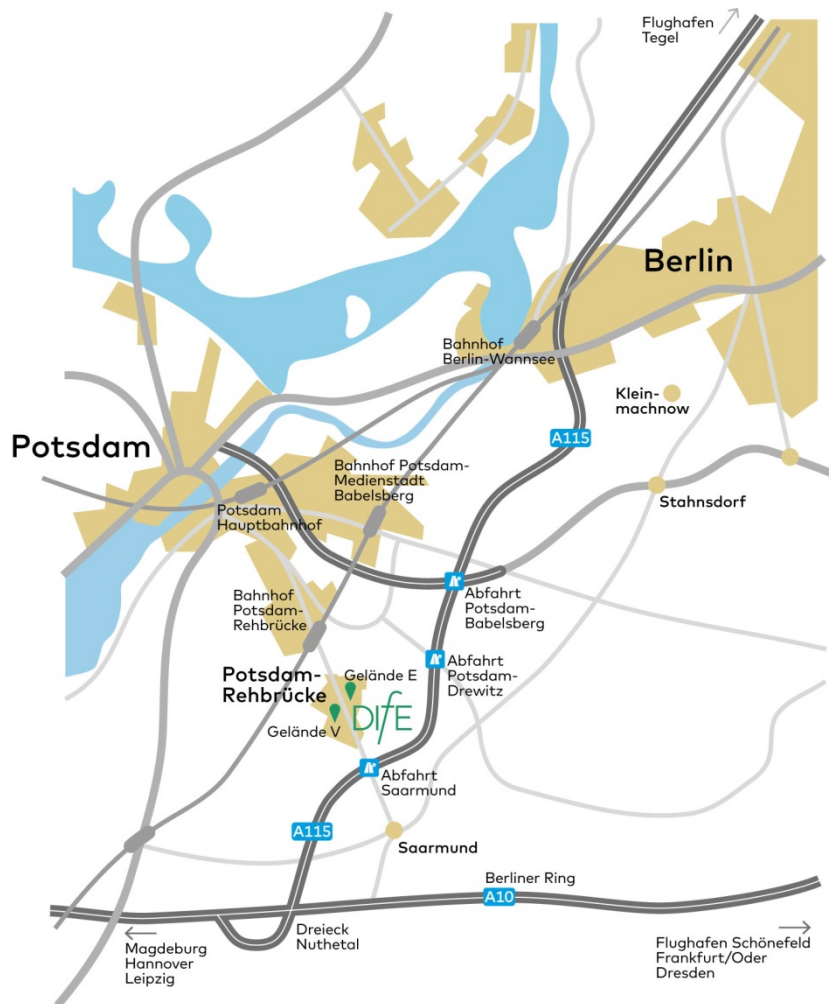 Flughafen
Tegel
Berlin
Bahnhof
Berlin-Wannsee
Klein-
machnow
A115
Potsdam
Bahnhof Potsdam-
Medienstadt
Babelsberg
Stahnsdorf
Potsdam
Hauptbahnhof
Abfahrt
Potsdam-
Babelsberg
Bahnhof
Potsdam-
Rehbrücke
Abfahrt
Potsdam-
Drewitz
Potsdam-
Rehbrücke
Gelände E
DIfE
Gelände V
Abfahrt
Saarmund
A115
Saarmund
Berliner Ring
A10
Dreieck
Nuthetal
Magdeburg
Hannover
Leipzig
Flughafen Schönefeld
Frankfurt/Oder
Dresden